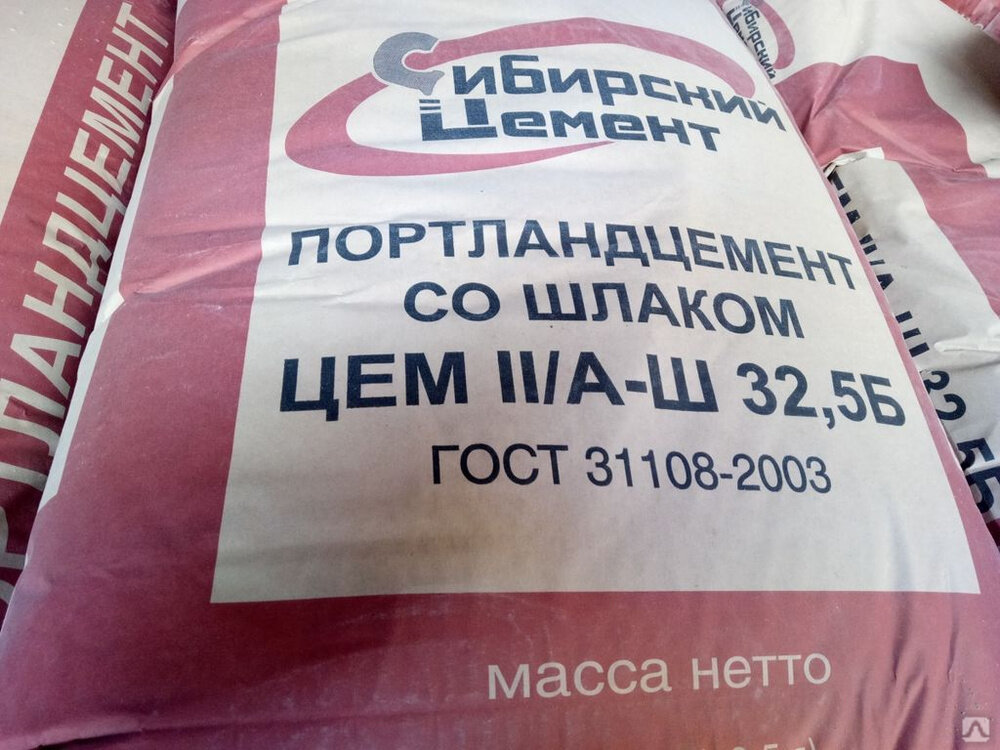 Сибирский
Цемент
ПОРТЛАНДЦЕМЕНТ
СО ШЛАКОМ
ЦЕМ II/А-Ш 32,5Б
ГОСТ 31108-2003
масса нетто